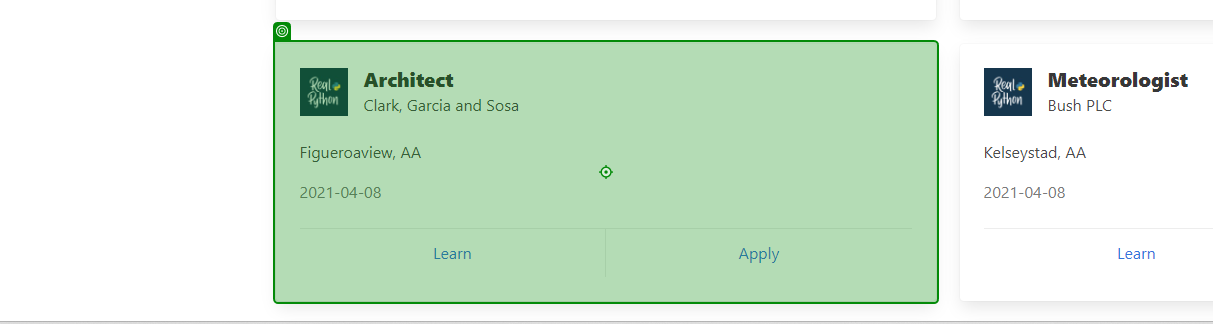 Real Python
Architect
Clark, Garcia and Sosa
Figueroaview, AA
2021-04-08
Learn
Apply
Real Python
Meteorologist
Bush PLC
Kelseystad, AA
2021-04-08
Learn